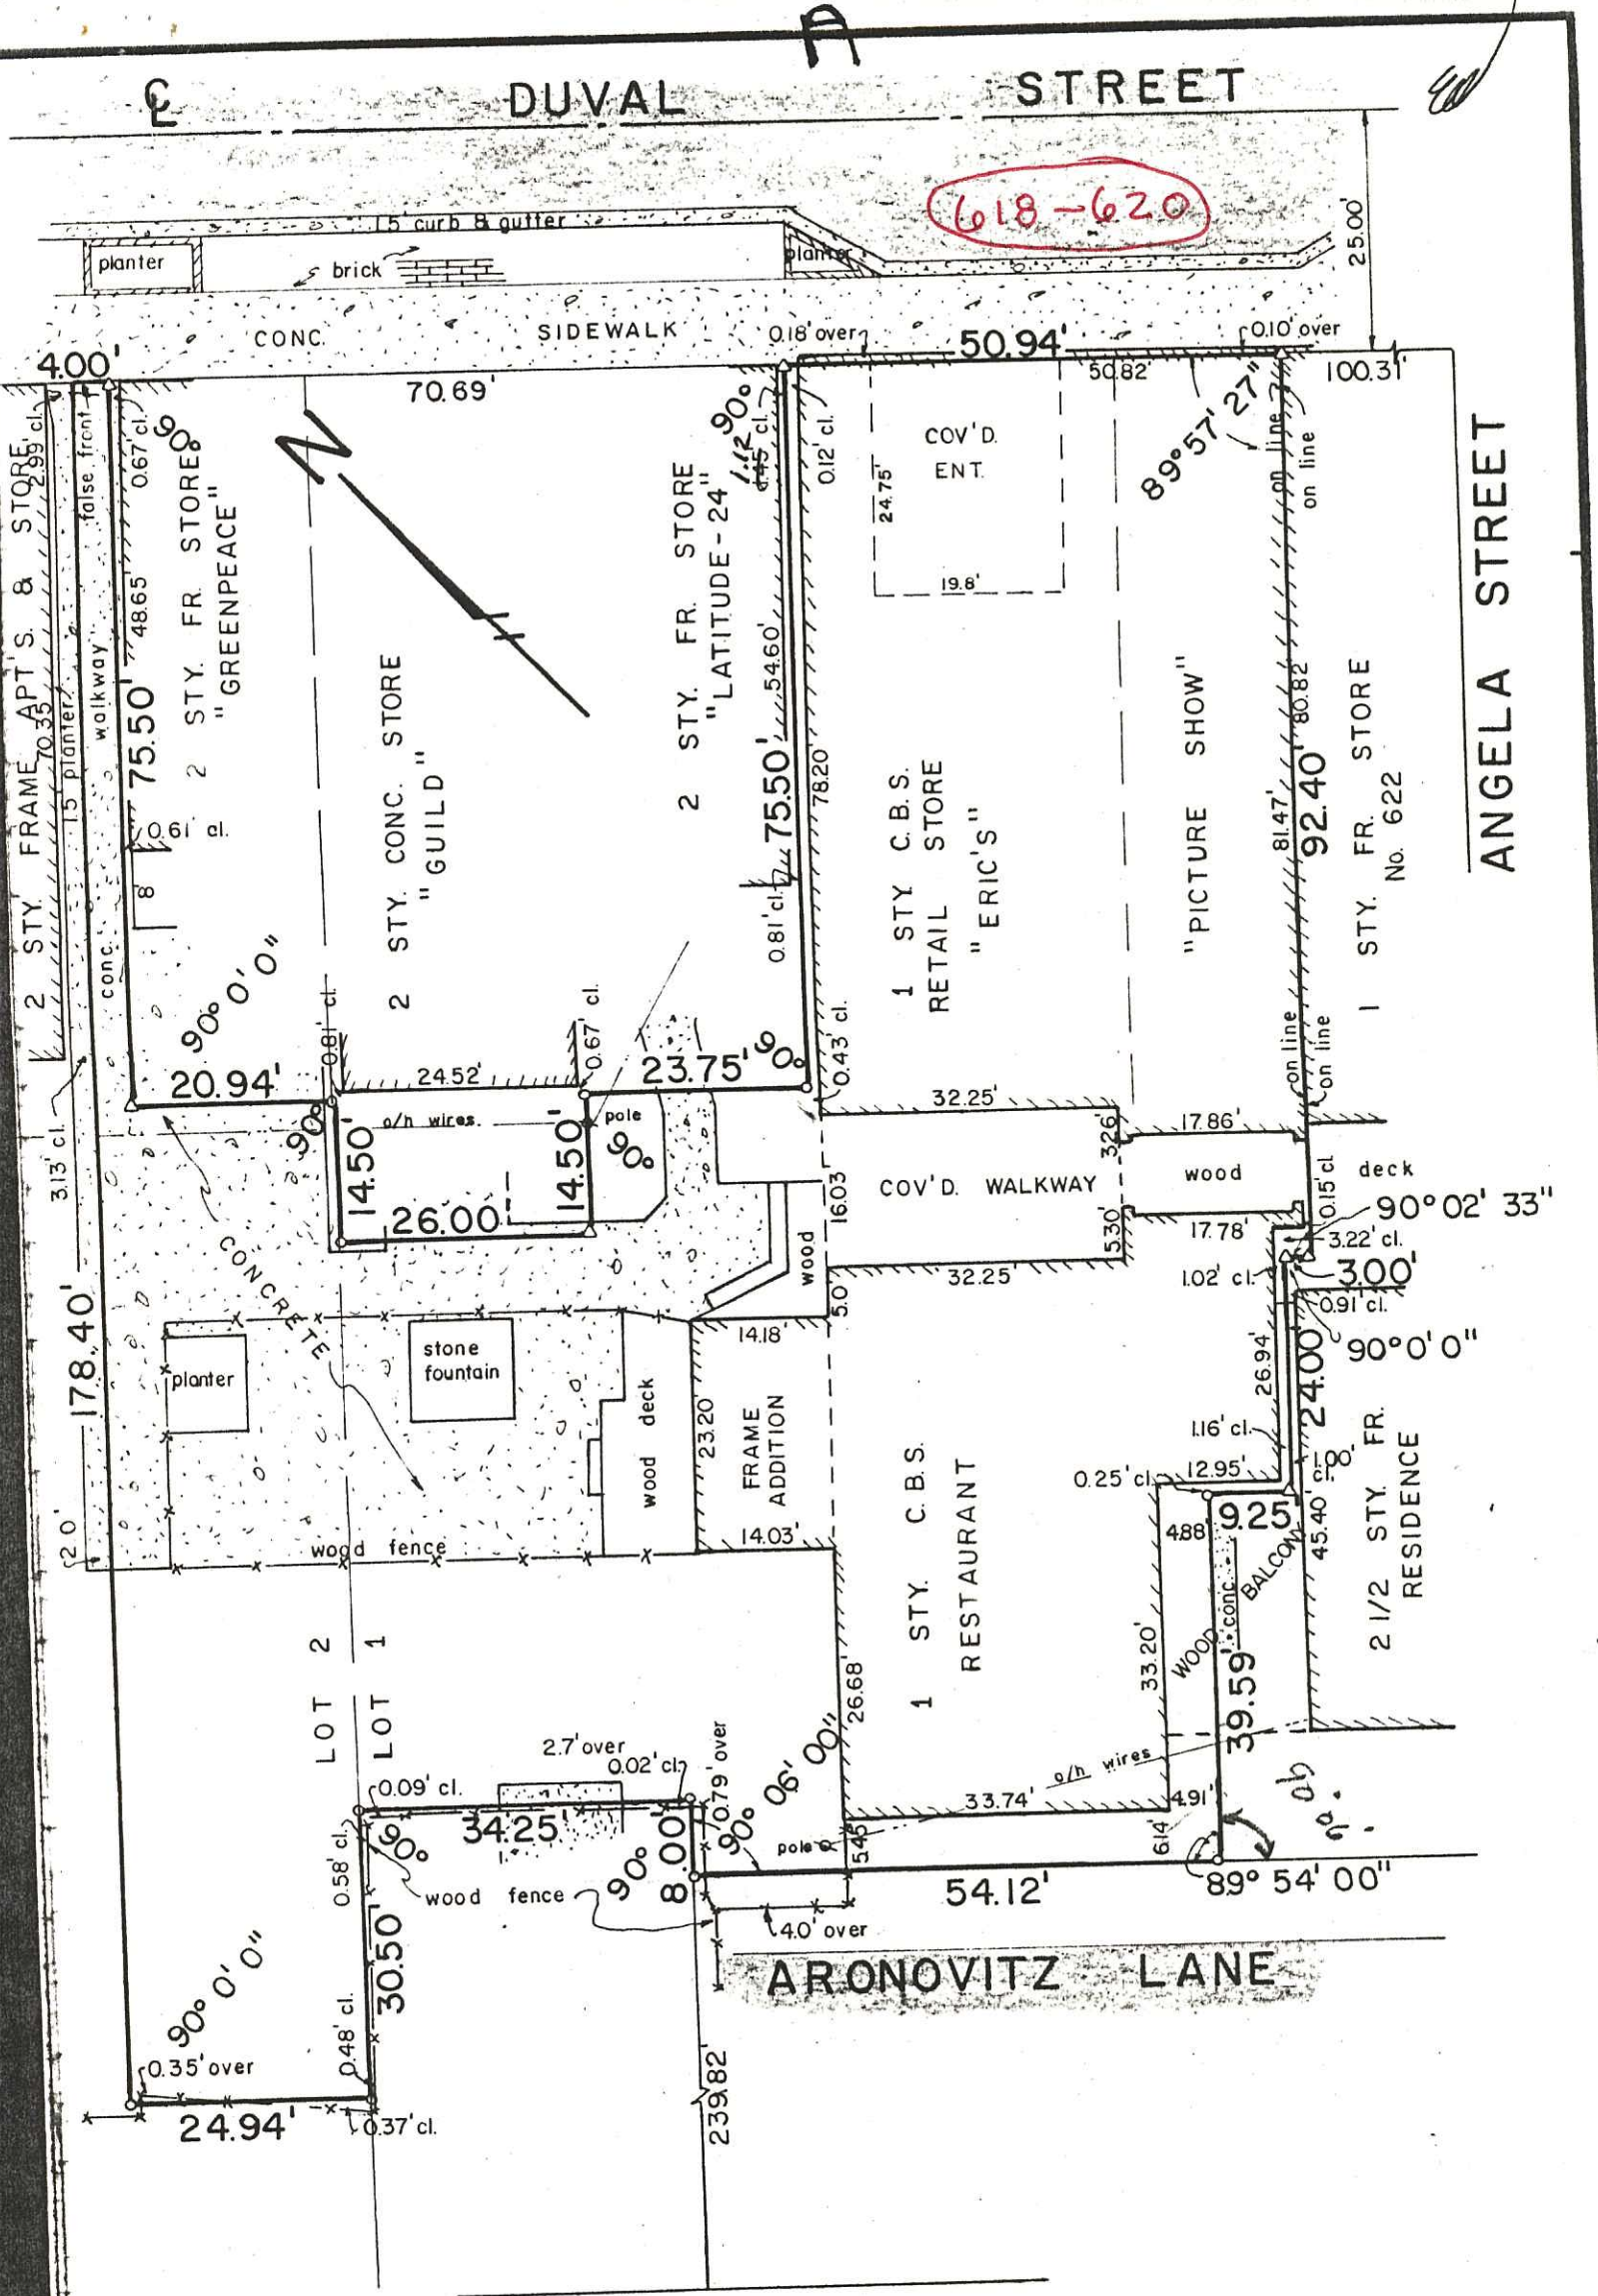 A
℄ DUVAL STREET
618-620
1.5' curb & gutter
planter
brick
planter
25.00'
CONC. SIDEWALK
0.18' over
50.94'
0.10' over
4.00'
70.69'
50.82'
100.31'
2.99' cl.
false front
0.67' cl.
90°
N
90°
1.12
1.45' cl.
0.12' cl.
COV'D.
ENT.
24.75'
19.8'
89°57' 27"
on line
on line
ANGELA STREET
2 STY. FRAME APT'S. & STORE
70.35'
1.5 planter
conc. walkway
48.65'
75.50'
2 STY. FR. STORE
"GREENPEACE"
0.61' cl.
8
2 STY. CONC. STORE
"GUILD"
2 STY. FR. STORE
"LATITUDE-24"
54.60'
75.50'
0.81' cl.
78.20'
1 STY C.B.S.
RETAIL STORE
"ERIC'S"
"PICTURE SHOW"
80.82
81.47'
92.40'
1 STY. FR. STORE
No. 622
90° 0' 0"
20.94'
0.81' cl.
24.52'
0.67' cl.
23.75'
90°
0.43' cl.
32.25'
on line
on line
3.13' cl.
90°
o/h wires
14.50'
14.50'
26.00'
pole
90°
16.03'
COV'D. WALKWAY
3.26'
17.86'
wood deck
0.15' cl.
90°02' 33"
5.30'
17.78'
3.22' cl.
3.00'
wood
32.25'
1.02' cl.
0.91' cl.
90°0' 0"
CONCRETE
178.40'
planter
stone
fountain
wood deck
5.0'
14.18'
23.20'
FRAME
ADDITION
14.03'
26.94'
24.00'
1.16' cl.
12.95'
0.25' cl.
1.00' cl.
9.25'
45.40'
4.88'
2 1/2 STY. FR.
RESIDENCE
2.0'
wood fence
LOT 2
LOT 1
1 STY. C.B.S.
RESTAURANT
26.68'
33.20'
WOOD BALCONY
conc.
39.59'
2.7' over
0.02' cl.
0.79' over
0.09' cl.
34.25'
8.00'
90° 06' 00"
o/h wires
33.74'
4.91'
0.58' cl.
90°
wood fence
90°
pole
5.45'
6.14'
54.12'
89° 54' 00"
30.50'
4.0' over
ARONOVITZ LANE
90° 0' 0"
0.35' over
0.48' cl.
24.94'
0.37' cl.
239.82'